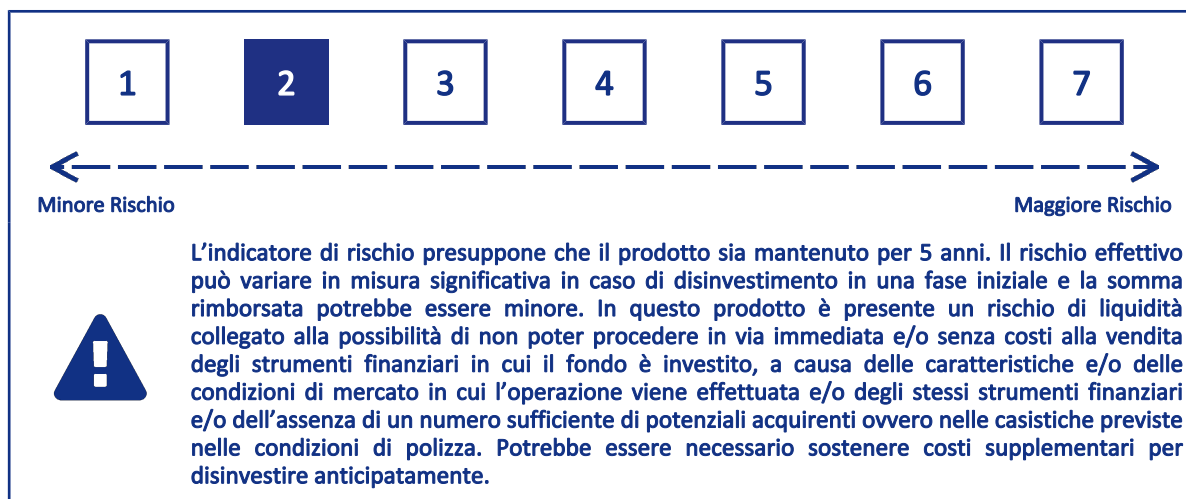 1 2 3 4 5 6 7
Minore Rischio Maggiore Rischio
L'indicatore di rischio presuppone che il prodotto sia mantenuto per 5 anni. Il rischio effettivo
può variare in misura significativa in caso di disinvestimento in una fase iniziale e la somma
rimborsata potrebbe essere minore. In questo prodotto è presente un rischio di liquidità
collegato alla possibilità di non poter procedere in via immediata e/o senza costi alla vendita
degli strumenti finanziari in cui il fondo è investito, a causa delle caratteristiche e/o delle
condizioni di mercato in cui l'operazione viene effettuata e/o degli stessi strumenti finanziari
e/o dell'assenza di un numero sufficiente di potenziali acquirenti ovvero nelle casistiche previste
nelle condizioni di polizza. Potrebbe essere necessario sostenere costi supplementari per
disinvestire anticipatamente.